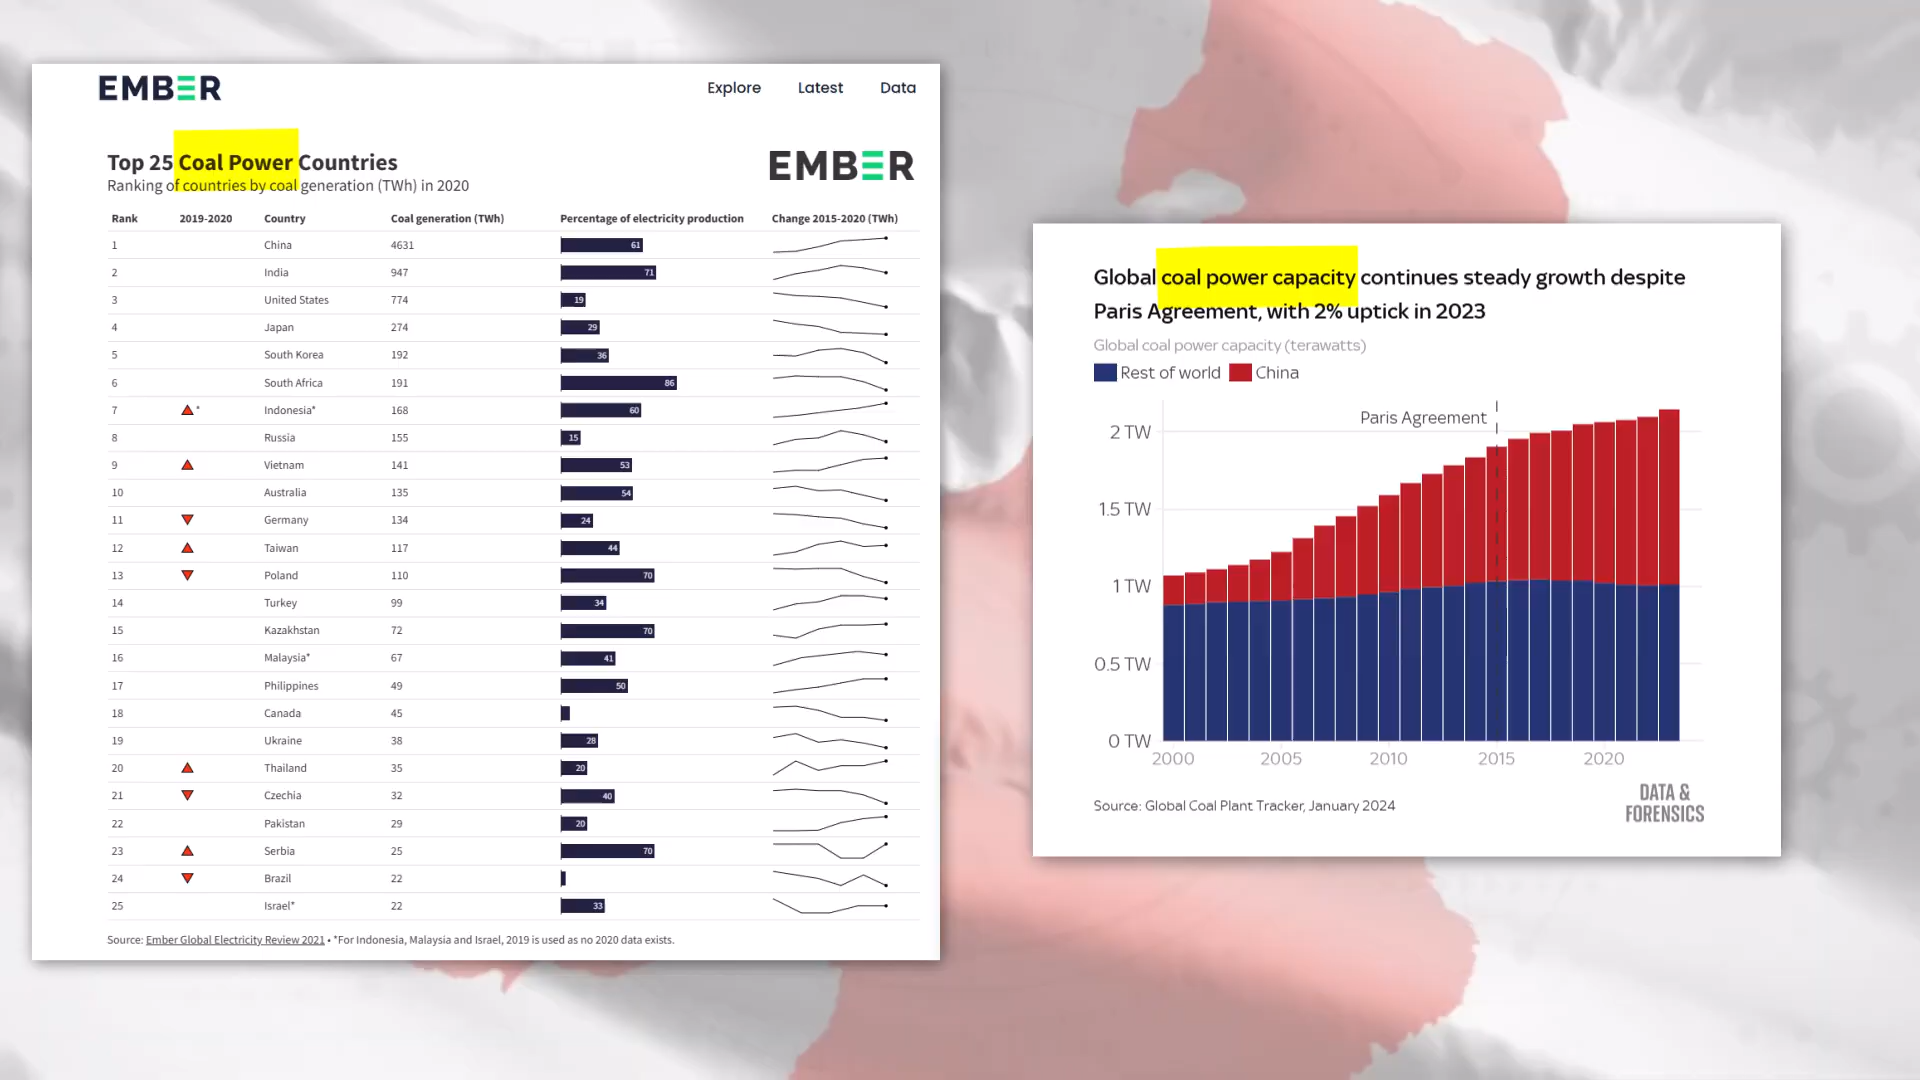 EMBER
Explore Latest Data
Top 25 Coal Power Countries
EMBER
Ranking of countries by coal generation (TWh) in 2020
Rank 2019-2020 Country Coal generation (TWh) Percentage of electricity production Change 2015-2020 (TWh)
1 China 4631 61
2 India 947 71
3 United States 774 19
4 Japan 274 29
5 South Korea 192 36
6 South Africa 191 86
7 ▲ * Indonesia* 168 60
8 Russia 155 15
9 ▲ Vietnam 141 53
10 Australia 135 54
11 ▼ Germany 134 24
12 ▲ Taiwan 117 44
13 ▼ Poland 110 70
14 Turkey 99 34
15 Kazakhstan 72 70
16 Malaysia* 67 41
17 Philippines 49 50
18 Canada 45
19 Ukraine 38 28
20 ▲ Thailand 35 20
21 ▼ Czechia 32 40
22 Pakistan 29 20
23 ▲ Serbia 25 70
24 ▼ Brazil 22
25 Israel* 22 33
Source: Ember Global Electricity Review 2021 • *For Indonesia, Malaysia and Israel, 2019 is used as no 2020 data exists.
Global coal power capacity continues steady growth despite
Paris Agreement, with 2% uptick in 2023
Global coal power capacity (terawatts)
Rest of world China
Paris Agreement
2 TW
1.5 TW
1 TW
0.5 TW
0 TW
2000 2005 2010 2015 2020
Source: Global Coal Plant Tracker, January 2024
DATA &
FORENSICS